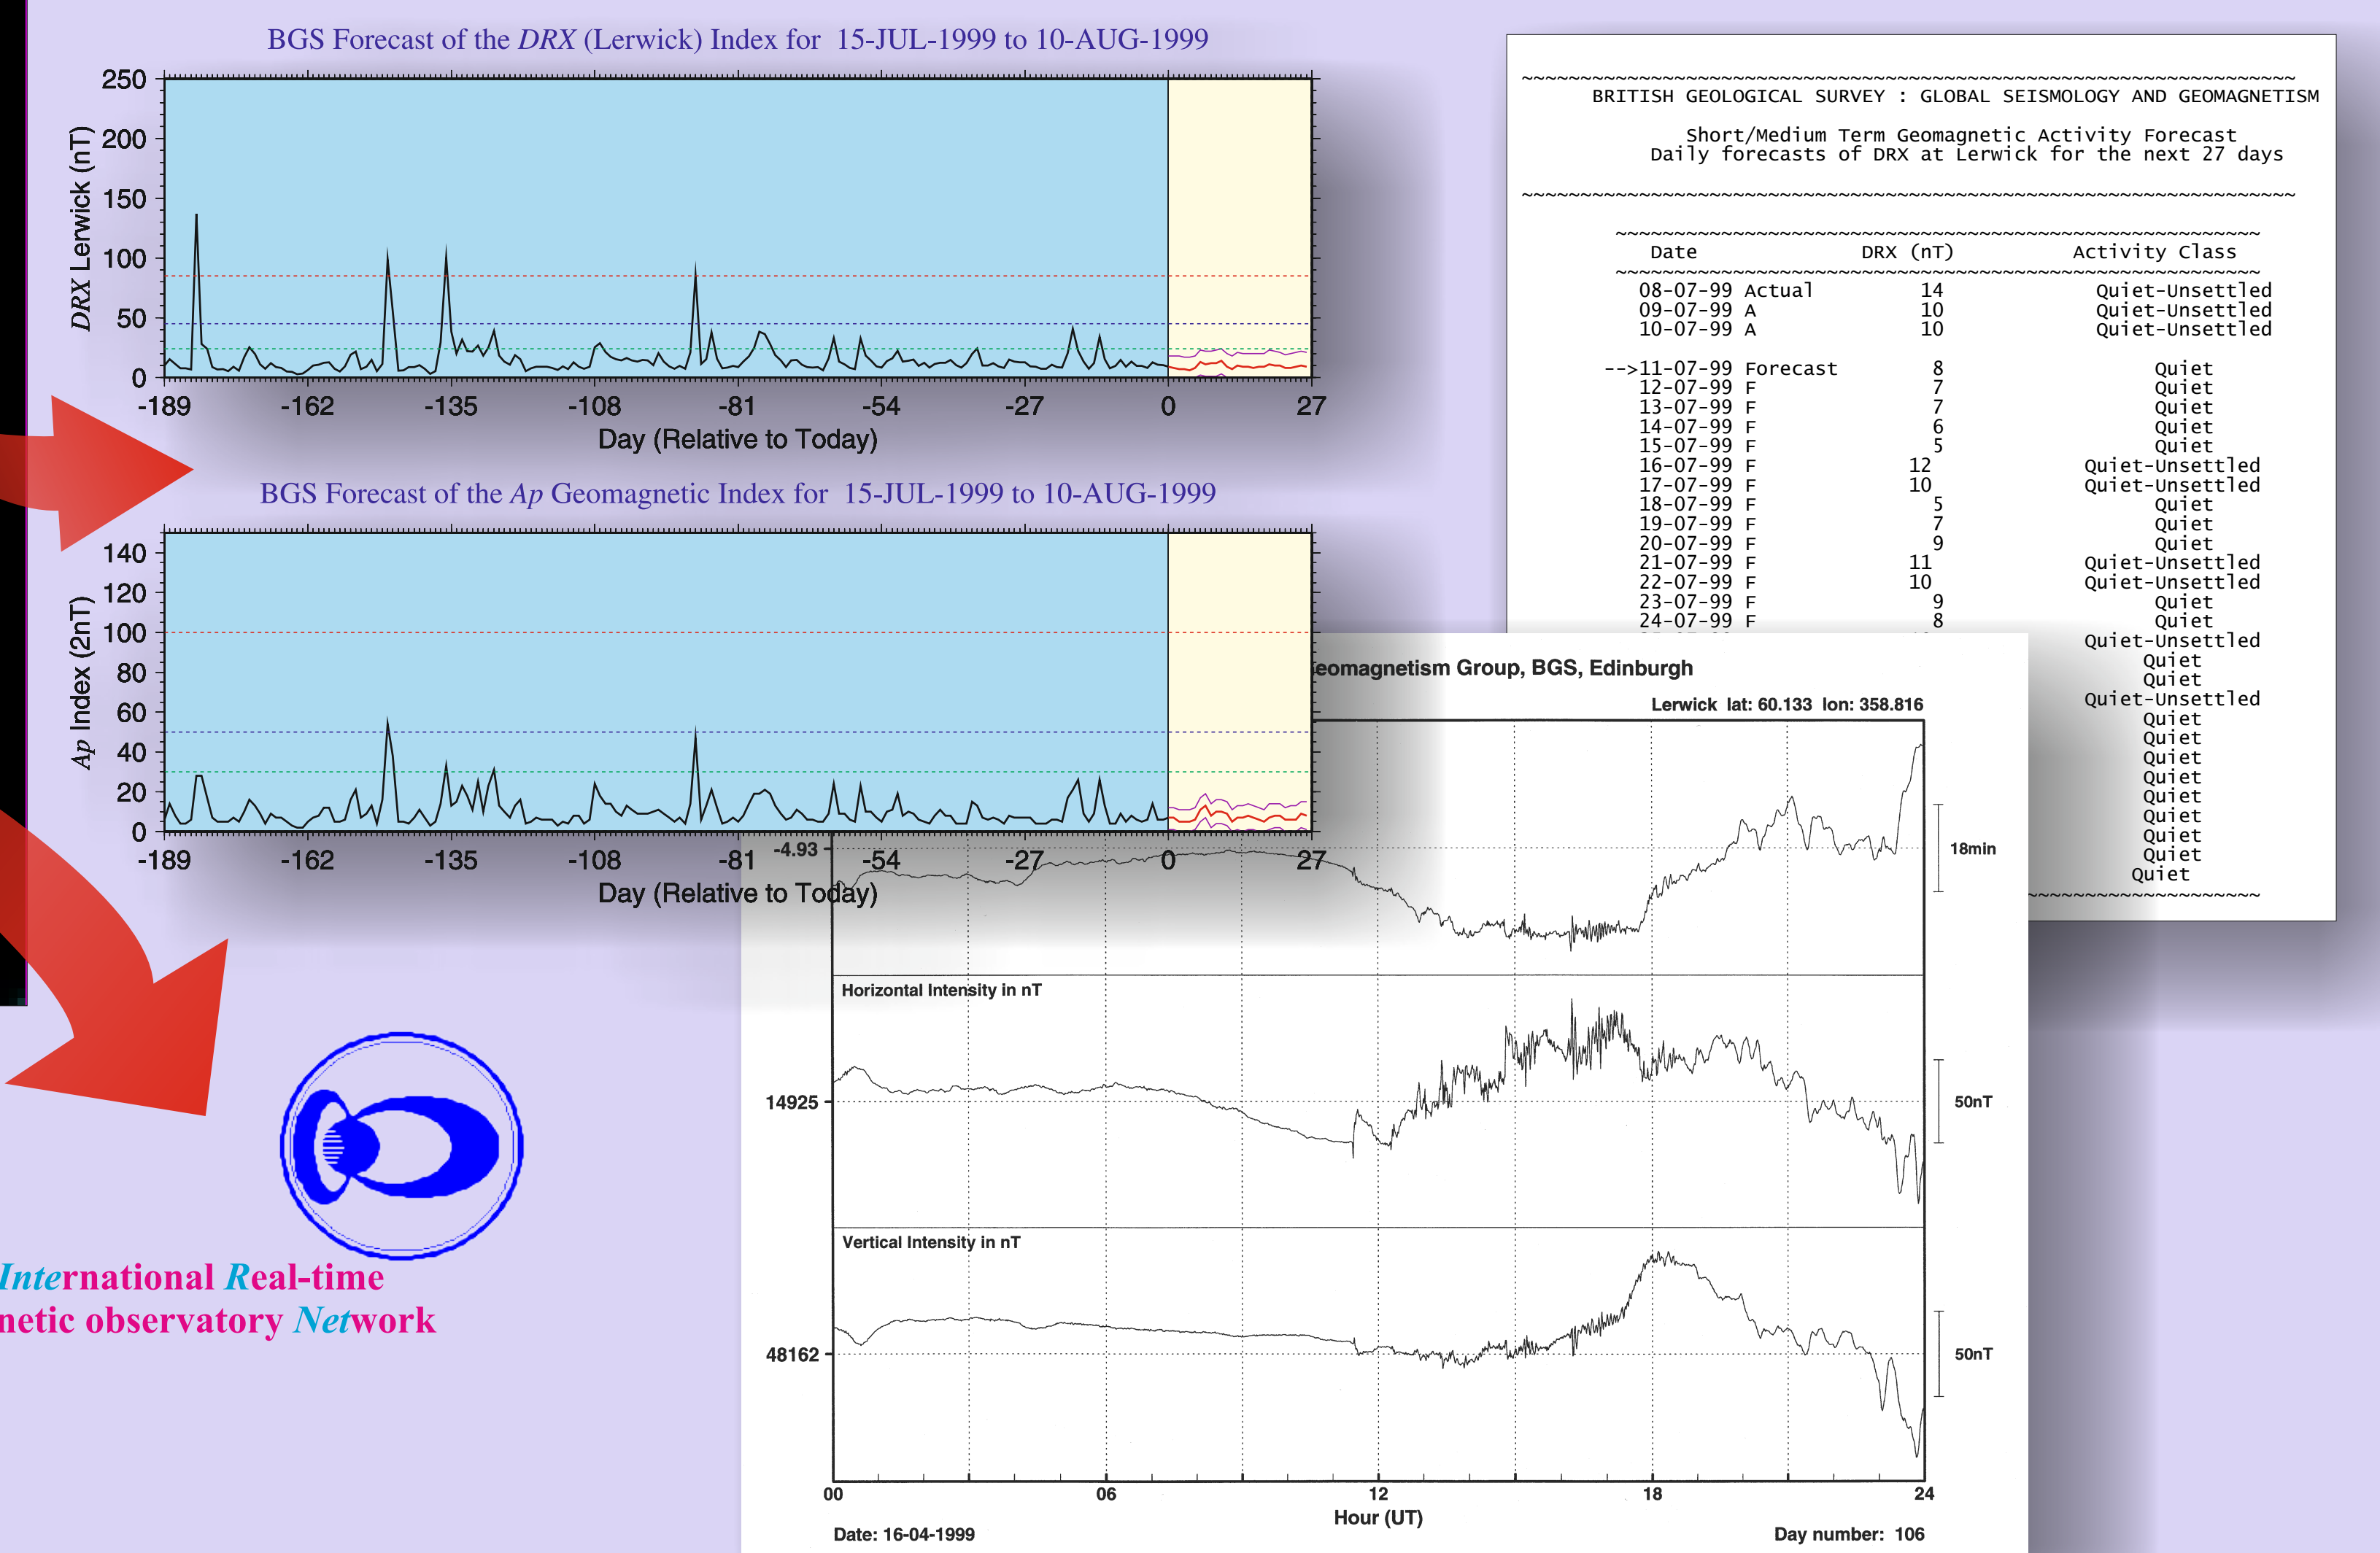 BGS Forecast of the DRX (Lerwick) Index for 15-JUL-1999 to 10-AUG-1999
DRX Lerwick (nT)
250
200
150
100
50
0
-189 -162 -135 -108 -81 -54 -27 0 27
Day (Relative to Today)
BGS Forecast of the Ap Geomagnetic Index for 15-JUL-1999 to 10-AUG-1999
Ap Index (2nT)
140
120
100
80
60
40
20
0
-189 -162 -135 -108 -81 -54 -27 0 27
Day (Relative to Today)
~~~~~~~~~~~~~~~~~~~~~~~~~~~~~~~~~~~~~~~~~~~~~~~~~~~~~~~~~~~~~~~~~~
BRITISH GEOLOGICAL SURVEY : GLOBAL SEISMOLOGY AND GEOMAGNETISM
Short/Medium Term Geomagnetic Activity Forecast
Daily forecasts of DRX at Lerwick for the next 27 days
~~~~~~~~~~~~~~~~~~~~~~~~~~~~~~~~~~~~~~~~~~~~~~~~~~~~~~~~~~~~~~~~~~
~~~~~~~~~~~~~~~~~~~~~~~~~~~~~~~~~~~~~~~~~~~~~~~~~~~~~~~
Date DRX (nT) Activity Class
~~~~~~~~~~~~~~~~~~~~~~~~~~~~~~~~~~~~~~~~~~~~~~~~~~~~~~~
08-07-99 Actual 14 Quiet-Unsettled
09-07-99 A 10 Quiet-Unsettled
10-07-99 A 10 Quiet-Unsettled
-->11-07-99 Forecast 8 Quiet
12-07-99 F 7 Quiet
13-07-99 F 7 Quiet
14-07-99 F 6 Quiet
15-07-99 F 5 Quiet
16-07-99 F 12 Quiet-Unsettled
17-07-99 F 10 Quiet-Unsettled
18-07-99 F 5 Quiet
19-07-99 F 7 Quiet
20-07-99 F 9 Quiet
21-07-99 F 11 Quiet-Unsettled
22-07-99 F 10 Quiet-Unsettled
23-07-99 F 9 Quiet
24-07-99 F 8 Quiet
Quiet-Unsettled
Quiet
Quiet
Quiet-Unsettled
Quiet
Quiet
Quiet
Quiet
Quiet
Quiet
Quiet
Quiet
Quiet
eomagnetism Group, BGS, Edinburgh
Lerwick lat: 60.133 lon: 358.816
-4.93 18min
Horizontal Intensity in nT
14925 50nT
Vertical Intensity in nT
48162 50nT
00 06 12 18 24
Hour (UT)
Date: 16-04-1999 Day number: 106
International Real-time
netic observatory Network